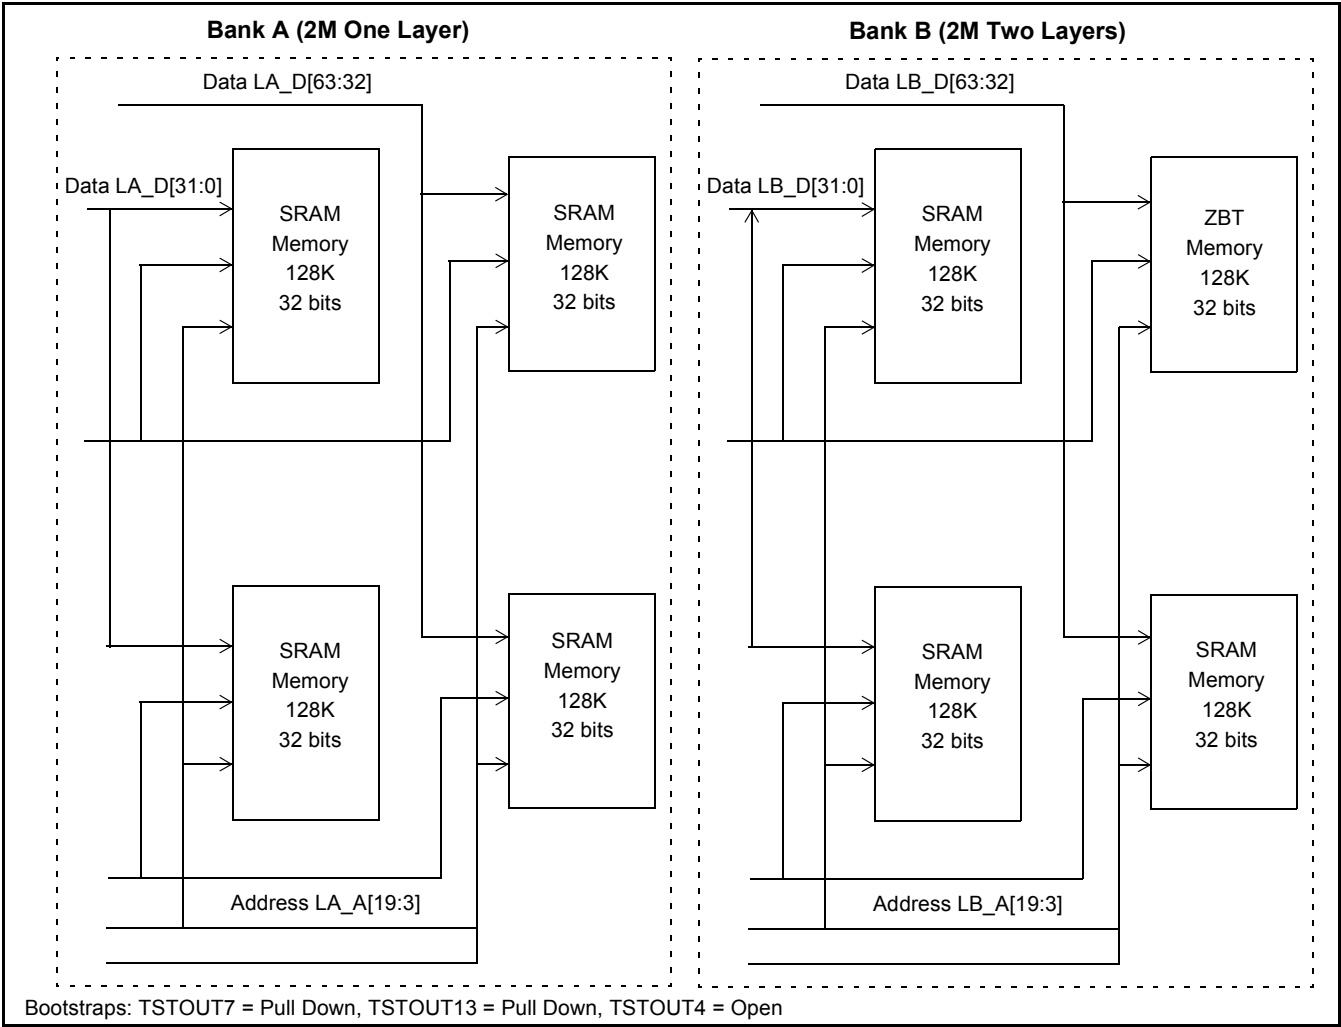 Bank A (2M One Layer)
Data LA_D[63:32]
Data LA_D[31:0]
SRAM
Memory
128K
32 bits
SRAM
Memory
128K
32 bits
SRAM
Memory
128K
32 bits
SRAM
Memory
128K
32 bits
Address LA_A[19:3]
Bank B (2M Two Layers)
Data LB_D[63:32]
Data LB_D[31:0]
SRAM
Memory
128K
32 bits
ZBT
Memory
128K
32 bits
SRAM
Memory
128K
32 bits
SRAM
Memory
128K
32 bits
Address LB_A[19:3]
Bootstraps: TSTOUT7 = Pull Down, TSTOUT13 = Pull Down, TSTOUT4 = Open